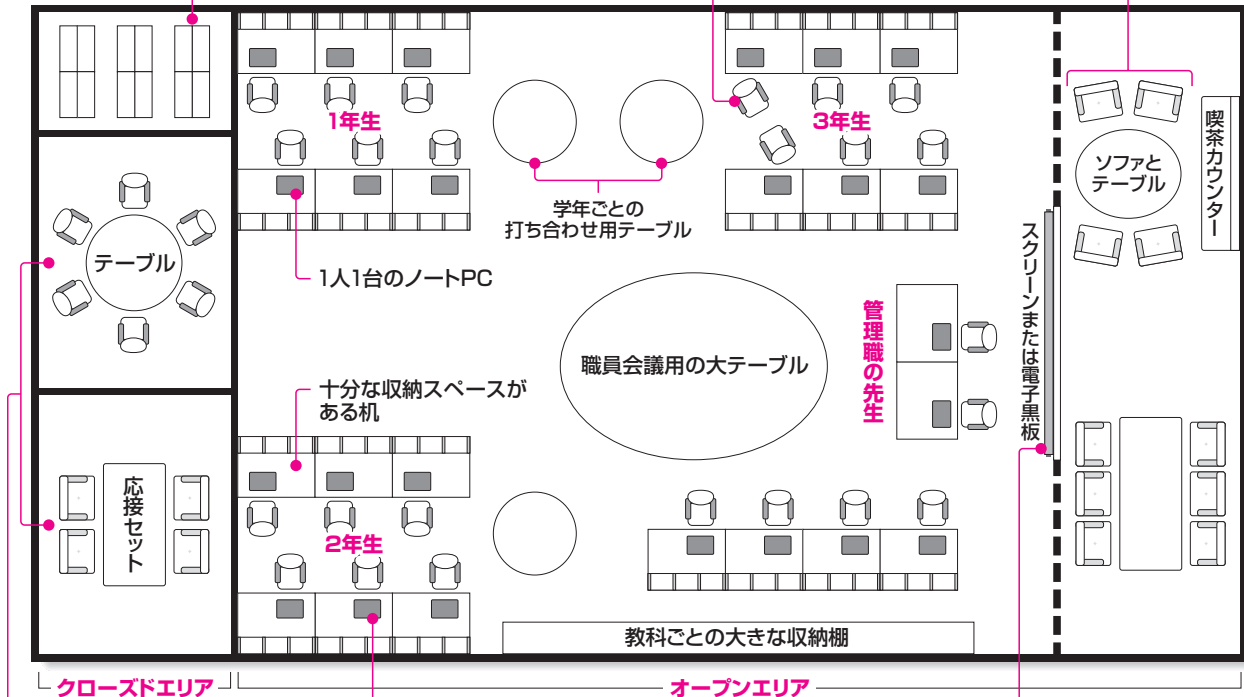 1年生
3年生
学年ごとの
打ち合わせ用テーブル
ソファと
テーブル
喫茶カウンター
テーブル
1人1台のノートPC
スクリーンまたは電子黒板
管理職の先生
職員会議用の大テーブル
十分な収納スペースが
ある机
応接セット
2年生
教科ごとの大きな収納棚
クローズドエリア
オープンエリア